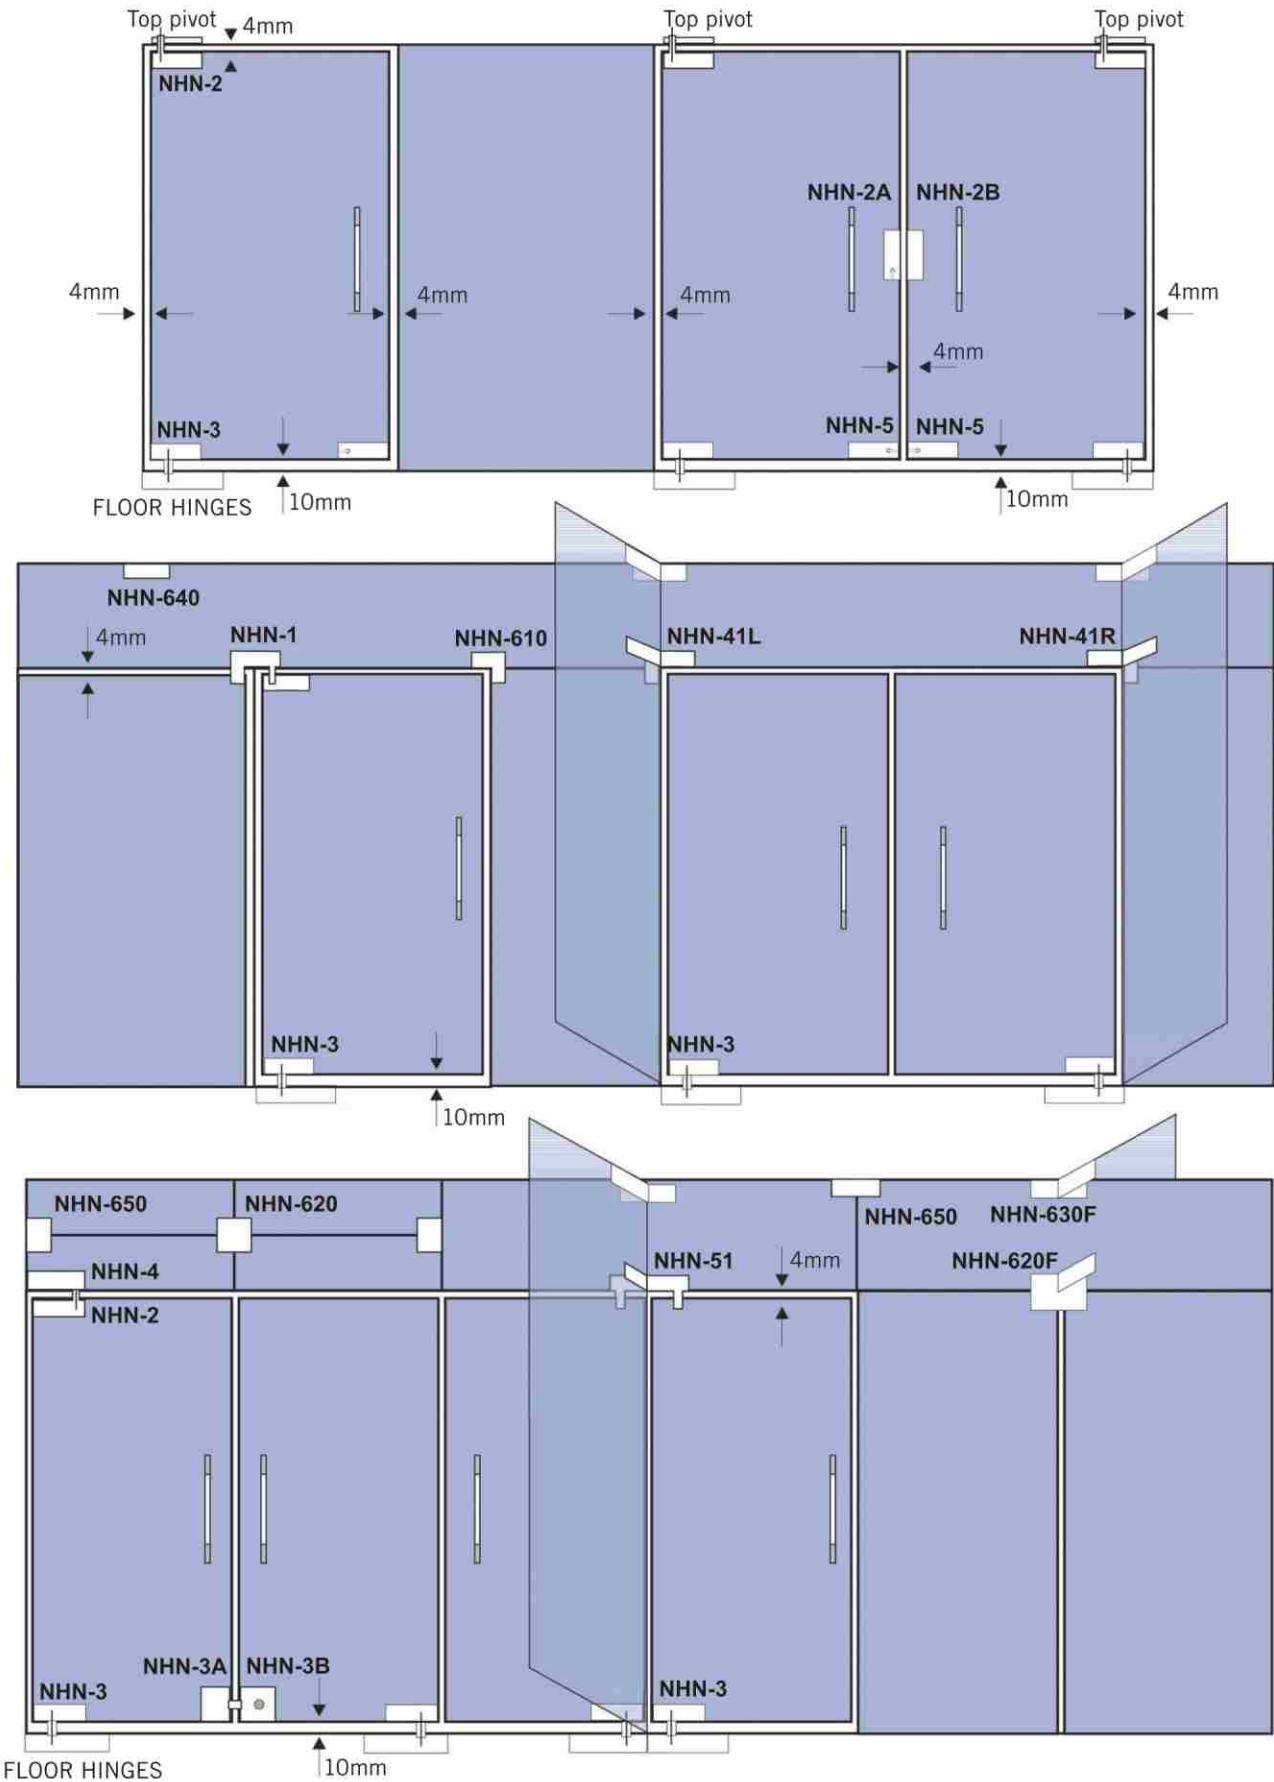 Top pivot
4mm
Top pivot
Top pivot
NHN-2
NHN-2A
NHN-2B
4mm
4mm
4mm
4mm
4mm
NHN-3
NHN-5
NHN-5
FLOOR HINGES
10mm
10mm
NHN-640
4mm
NHN-1
NHN-610
NHN-41L
NHN-41R
NHN-3
NHN-3
10mm
NHN-650
NHN-620
NHN-650
NHN-630F
NHN-4
NHN-51
4mm
NHN-620F
NHN-2
NHN-3A
NHN-3B
NHN-3
NHN-3
FLOOR HINGES
10mm